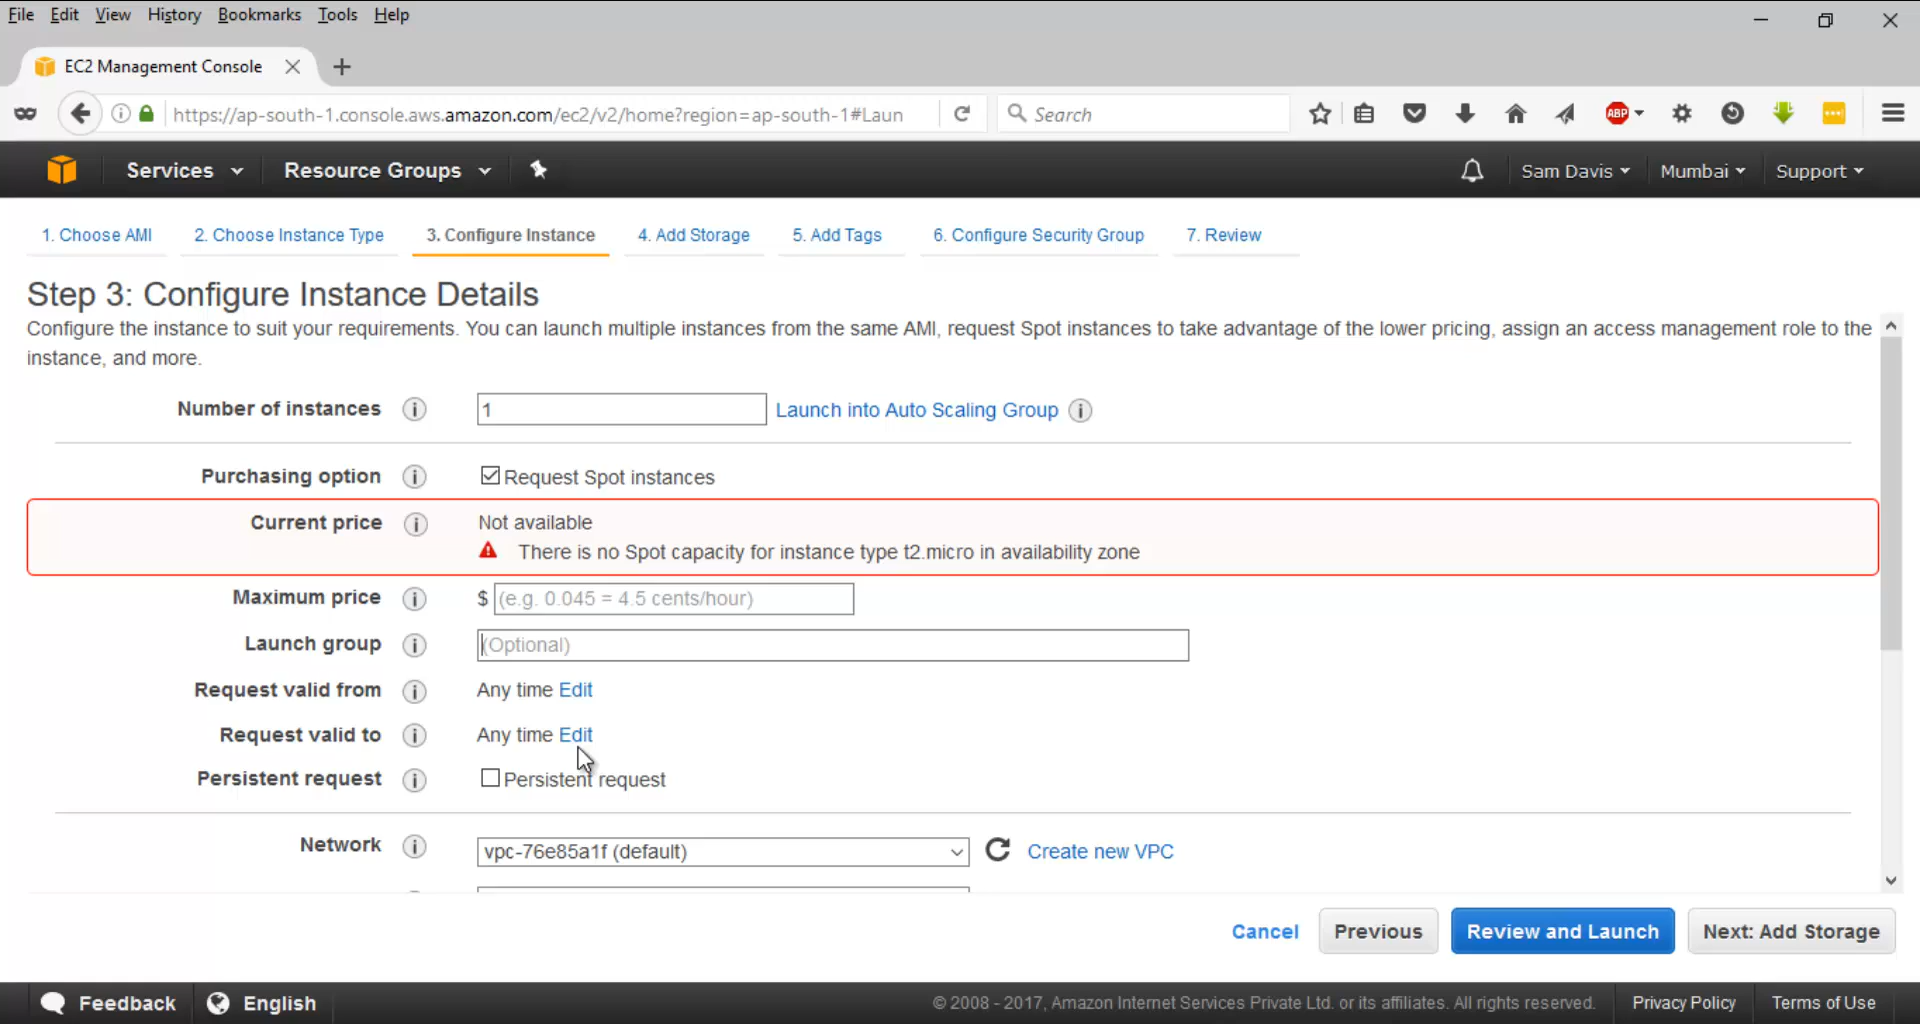 File Edit View History Bookmarks Tools Help
EC2 Management Console
https://ap-south-1.console.aws.amazon.com/ec2/v2/home?region=ap-south-1#Laun
Search
ABP
Services Resource Groups
Sam Davis Mumbai Support
1. Choose AMI 2. Choose Instance Type 3. Configure Instance 4. Add Storage 5. Add Tags 6. Configure Security Group 7. Review
Step 3: Configure Instance Details
Configure the instance to suit your requirements. You can launch multiple instances from the same AMI, request Spot instances to take advantage of the lower pricing, assign an access management role to the
instance, and more.
Number of instances i 1 Launch into Auto Scaling Group i
Purchasing option i Request Spot instances
Current price i Not available
There is no Spot capacity for instance type t2.micro in availability zone
Maximum price i $ (e.g. 0.045 = 4.5 cents/hour)
Launch group i (Optional)
Request valid from i Any time Edit
Request valid to i Any time Edit
Persistent request i Persistent request
Network i vpc-76e85a1f (default) Create new VPC
Cancel Previous Review and Launch Next: Add Storage
Feedback English © 2008 - 2017, Amazon Internet Services Private Ltd. or its affiliates. All rights reserved. Privacy Policy Terms of Use